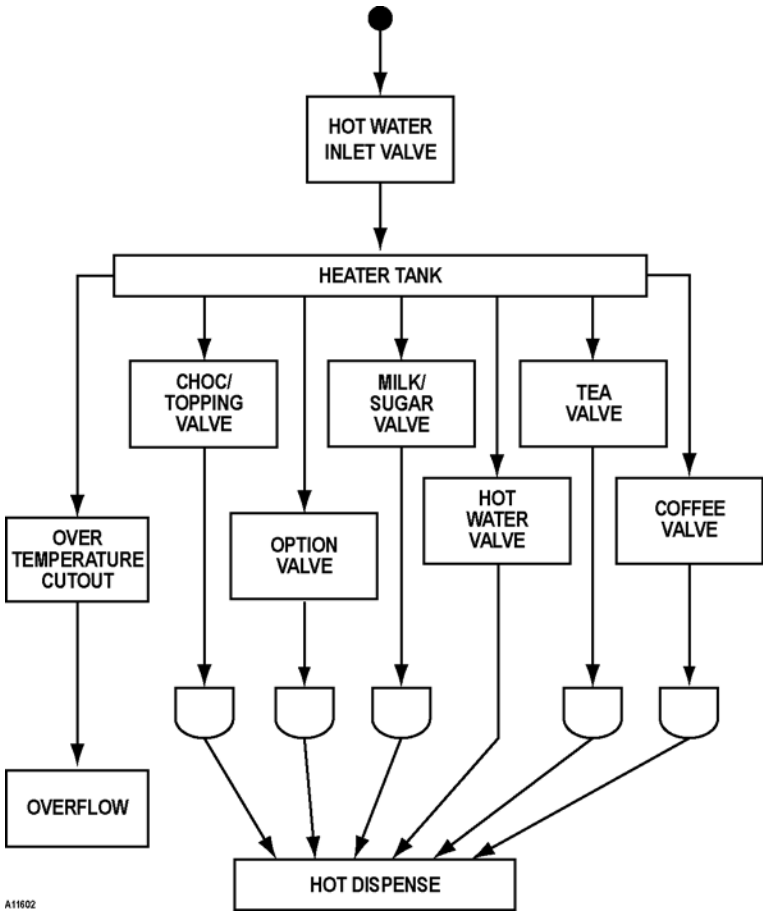 HOT WATER
INLET VALVE
HEATER TANK
CHOC/
TOPPING
VALVE
MILK/
SUGAR
VALVE
TEA
VALVE
OVER
TEMPERATURE
CUTOUT
OPTION
VALVE
HOT
WATER
VALVE
COFFEE
VALVE
OVERFLOW
HOT DISPENSE
A11602